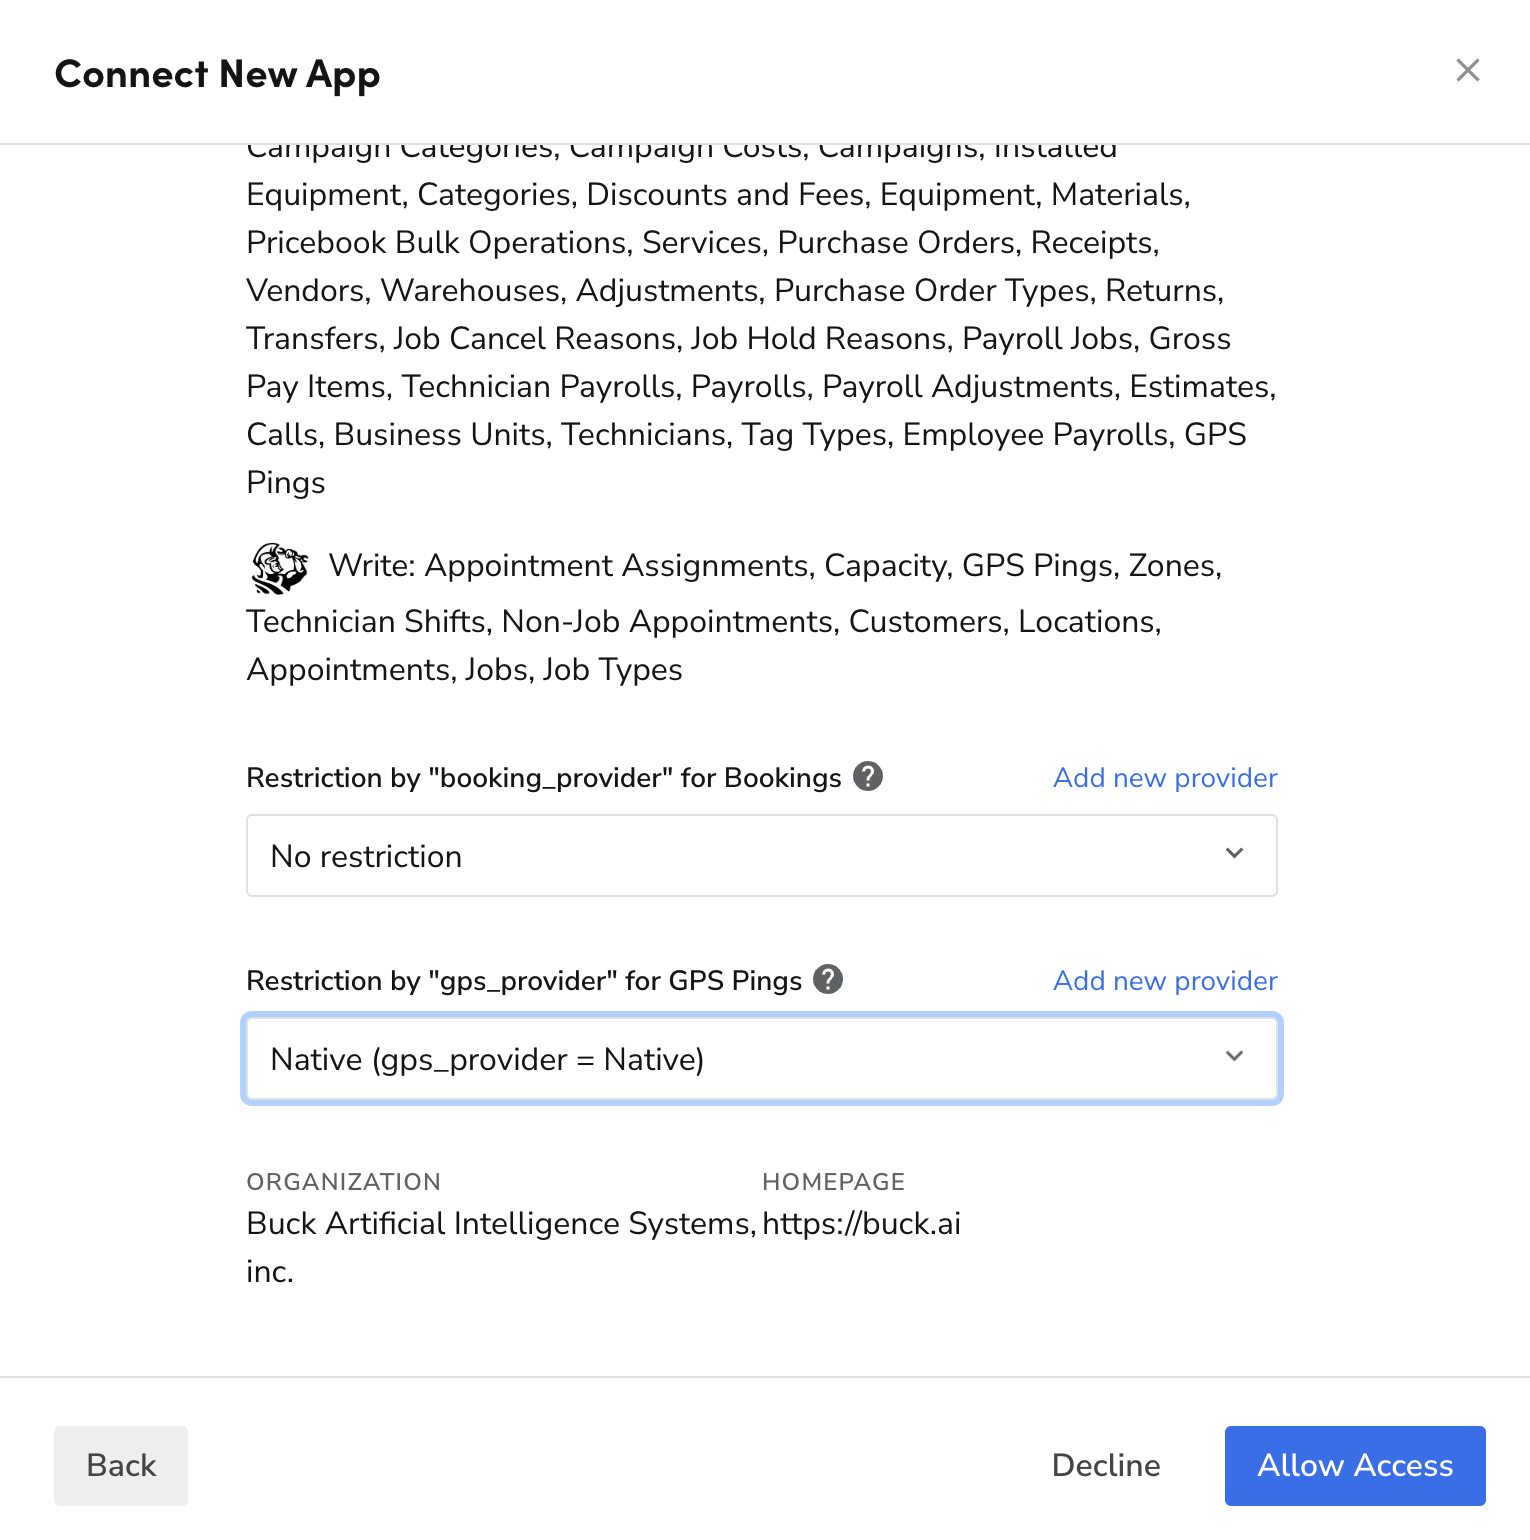 Connect New App
Campaign Categories, Campaign Costs, Campaigns, Installed
Equipment, Categories, Discounts and Fees, Equipment, Materials,
Pricebook Bulk Operations, Services, Purchase Orders, Receipts,
Vendors, Warehouses, Adjustments, Purchase Order Types, Returns,
Transfers, Job Cancel Reasons, Job Hold Reasons, Payroll Jobs, Gross
Pay Items, Technician Payrolls, Payrolls, Payroll Adjustments, Estimates,
Calls, Business Units, Technicians, Tag Types, Employee Payrolls, GPS
Pings
Write: Appointment Assignments, Capacity, GPS Pings, Zones,
Technician Shifts, Non-Job Appointments, Customers, Locations,
Appointments, Jobs, Job Types
Restriction by "booking_provider" for Bookings ? Add new provider
No restriction
Restriction by "gps_provider" for GPS Pings ? Add new provider
Native (gps_provider = Native)
ORGANIZATION HOMEPAGE
Buck Artificial Intelligence Systems, https://buck.ai
inc.
Back Decline Allow Access